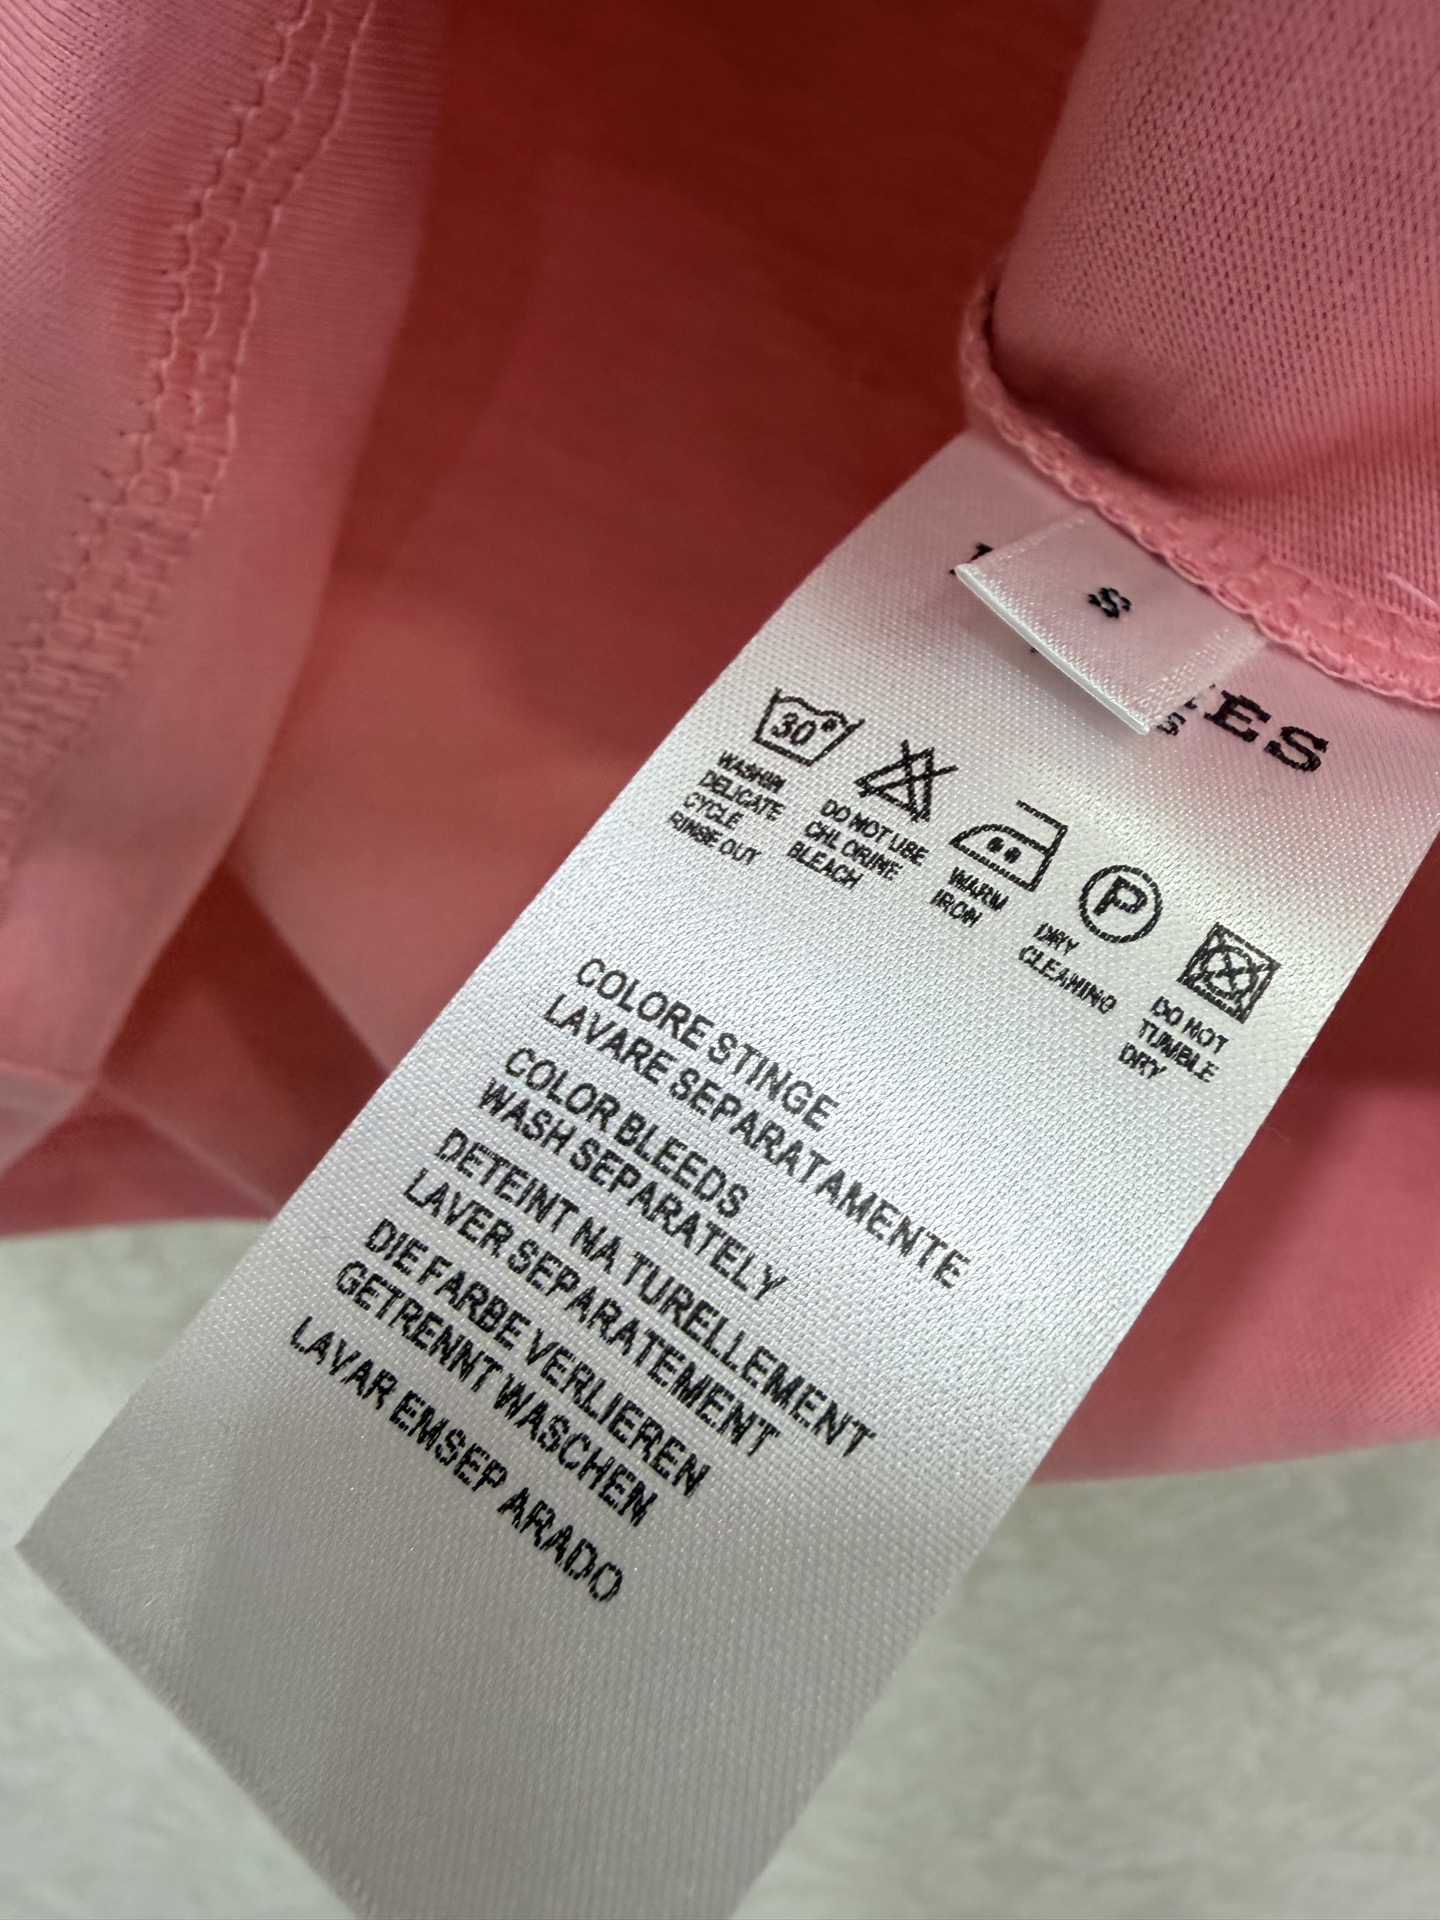 S
ES
S
30°
WASHIN
DELICATE
CYCLE
RINSE OUT
DO NOT USE
CHLORINE
BLEACH
WARM
IRON
P
DRY
CLEANING
DO NOT
TUMBLE
DRY
COLORE STINGE
LAVARE SEPARATAMENTE
COLOR BLEEDS
WASH SEPARATELY
DETEINT NATURELLEMENT
LAVER SEPARATEMENT
DIE FARBE VERLIEREN
GETRENNT WASCHEN
LAVAR EMSEP ARADO